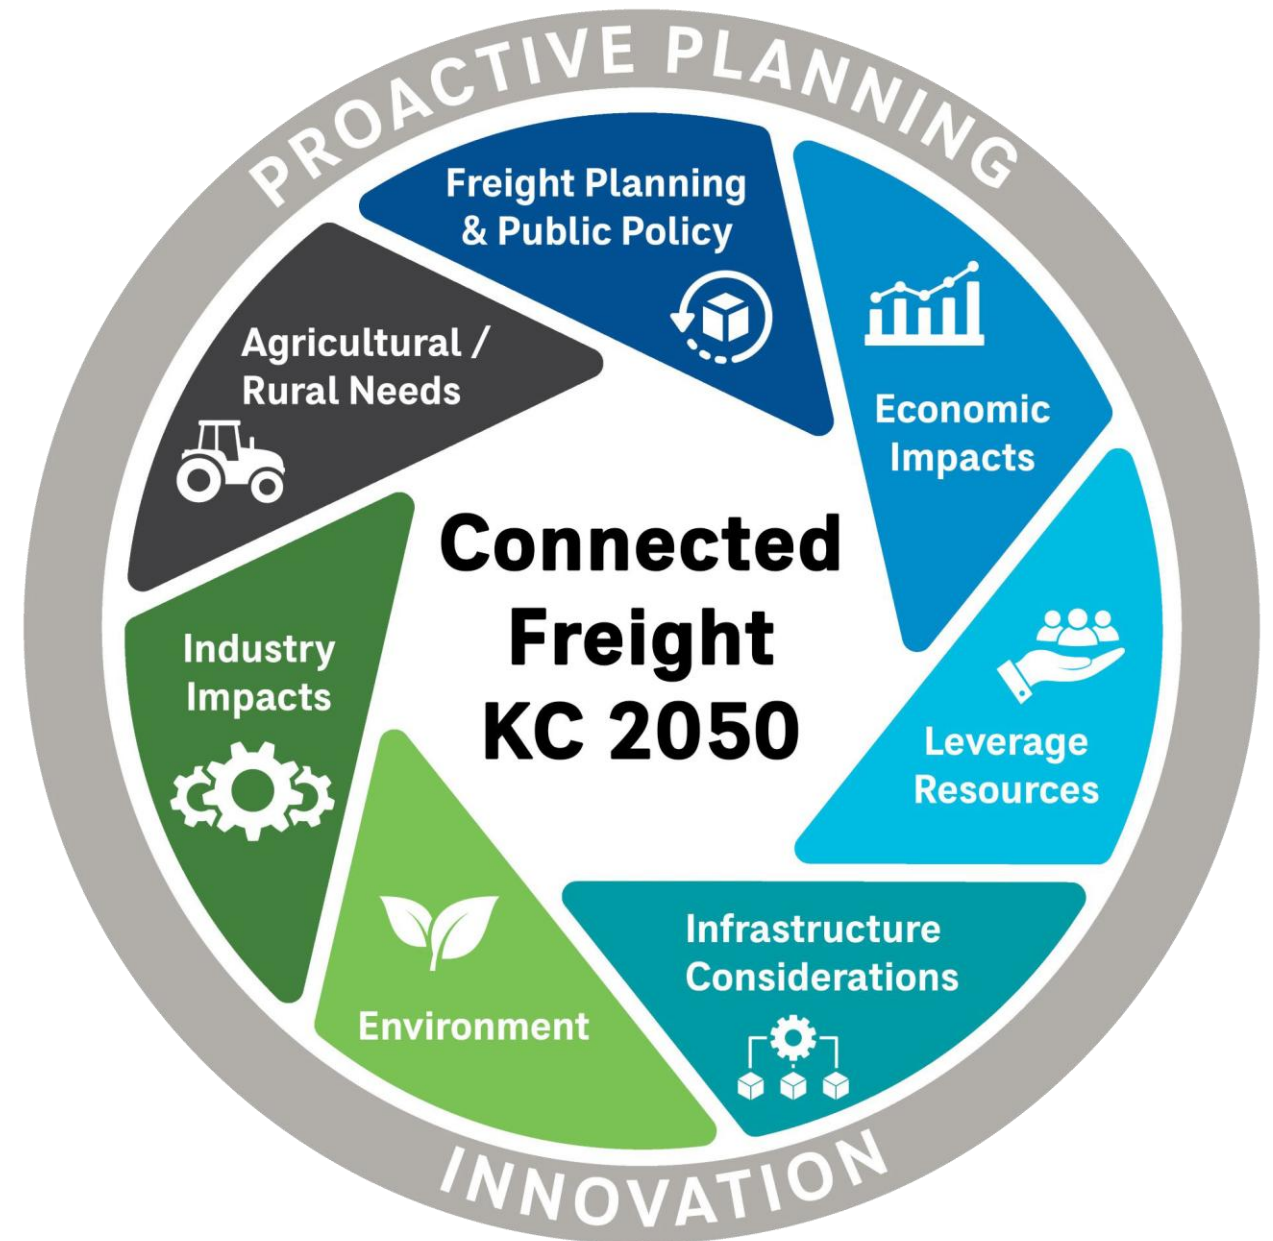 PROACTIVE PLANNING
Freight Planning
& Public Policy
Economic
Impacts
Leverage
Resources
Infrastructure
Considerations
Environment
Industry
Impacts
Agricultural /
Rural Needs
Connected
Freight
KC 2050
INNOVATION